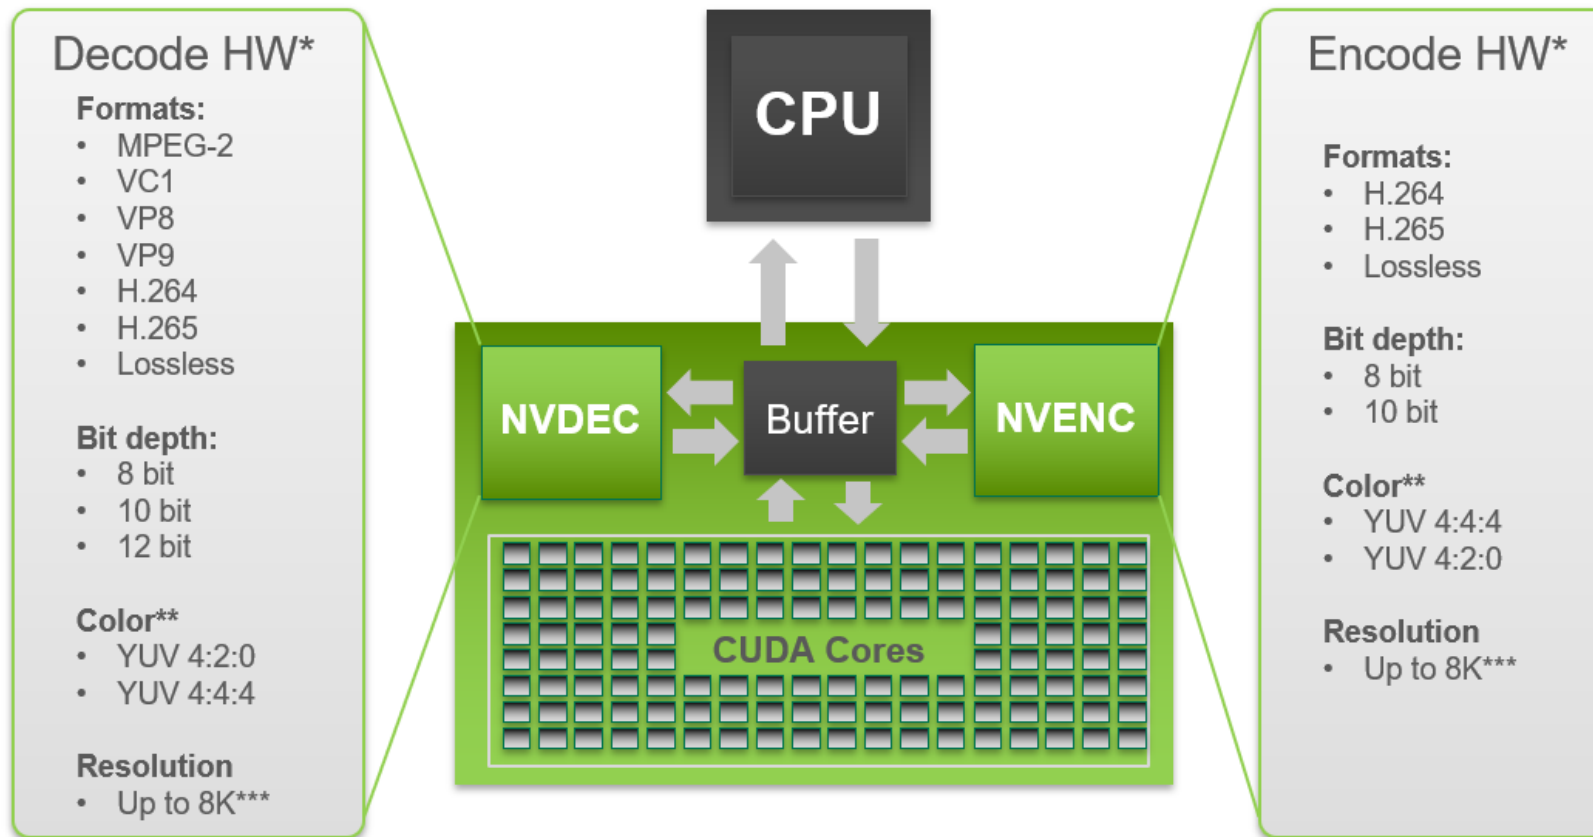 Decode HW*
Formats:
• MPEG-2
• VC1
• VP8
• VP9
• H.264
• H.265
• Lossless
Bit depth:
• 8 bit
• 10 bit
• 12 bit
Color**
• YUV 4:2:0
• YUV 4:4:4
Resolution
• Up to 8K***
CPU
NVDEC
Buffer
NVENC
CUDA Cores
Encode HW*
Formats:
• H.264
• H.265
• Lossless
Bit depth:
• 8 bit
• 10 bit
Color**
• YUV 4:4:4
• YUV 4:2:0
Resolution
• Up to 8K***